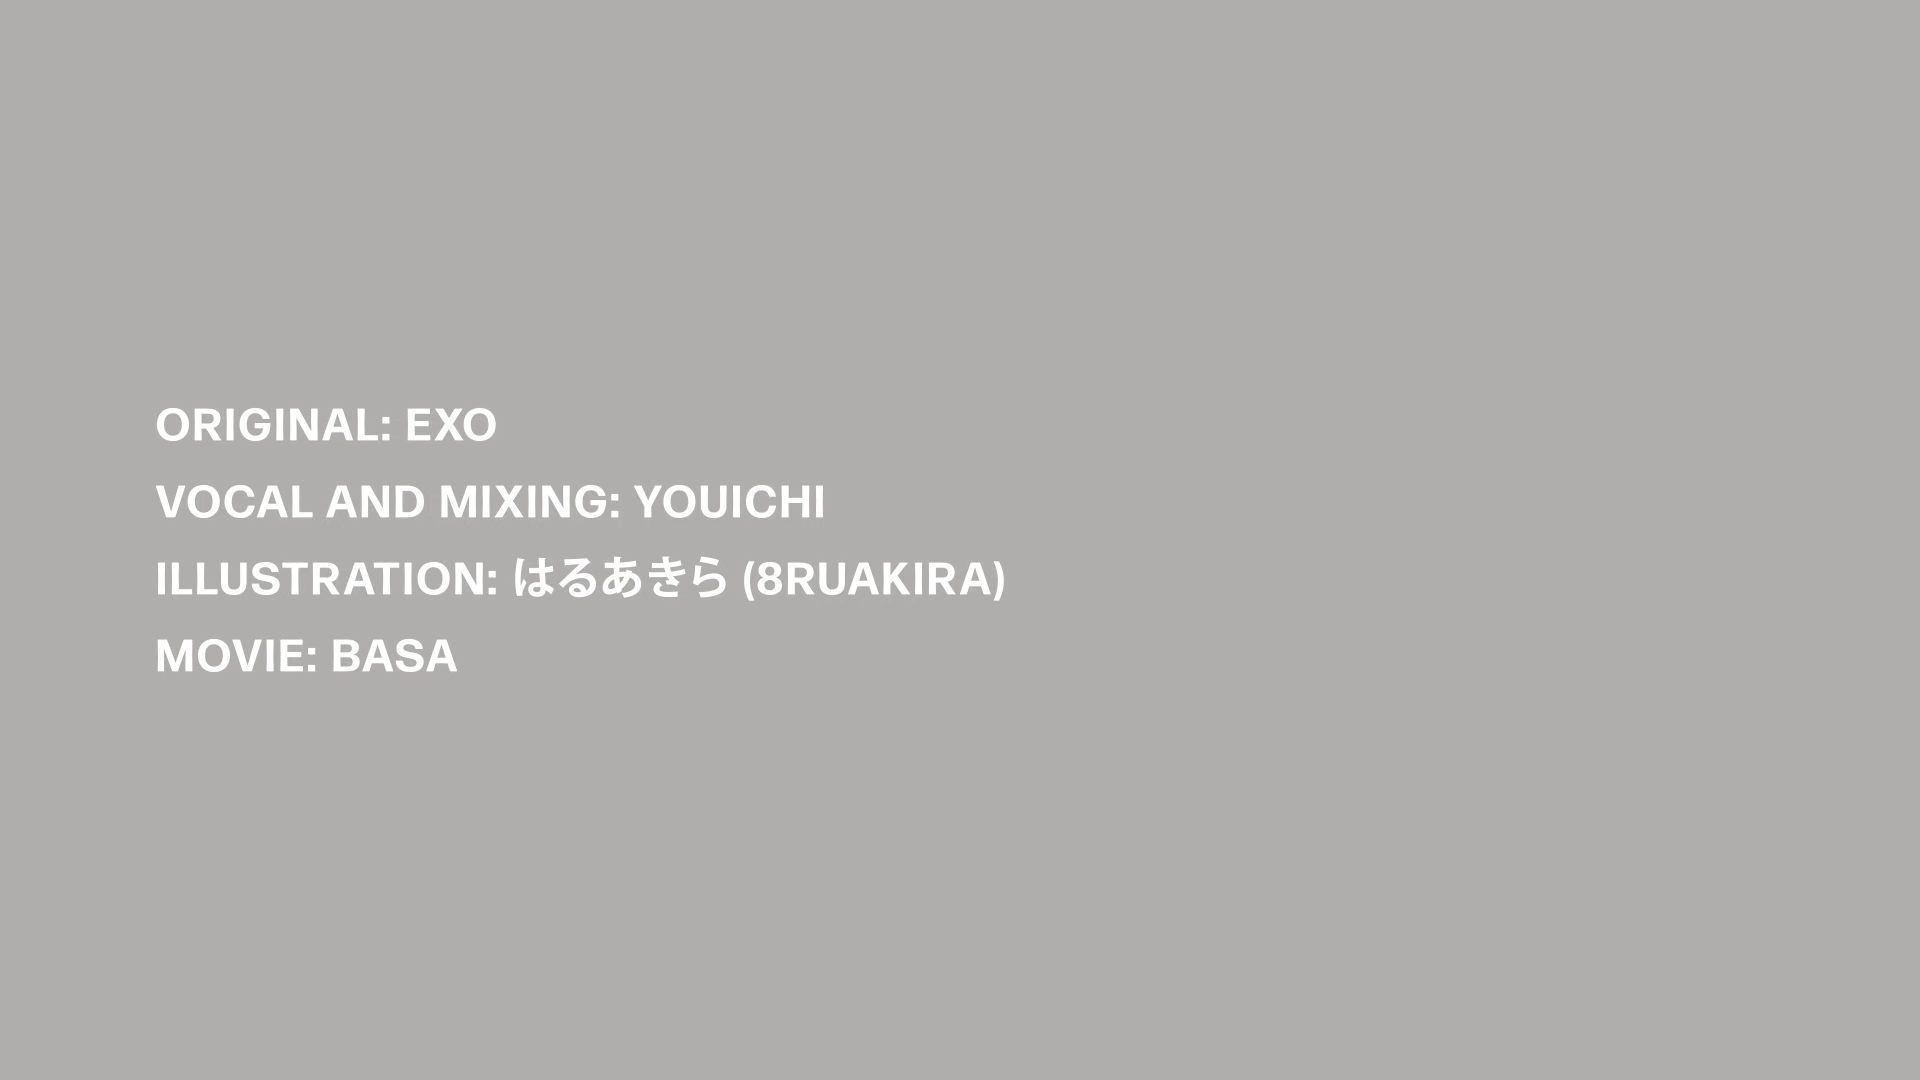 ORIGINAL: EXO
VOCAL AND MIXING: YOUICHI
ILLUSTRATION: はるあきら (8RUAKIRA)
MOVIE: BASA